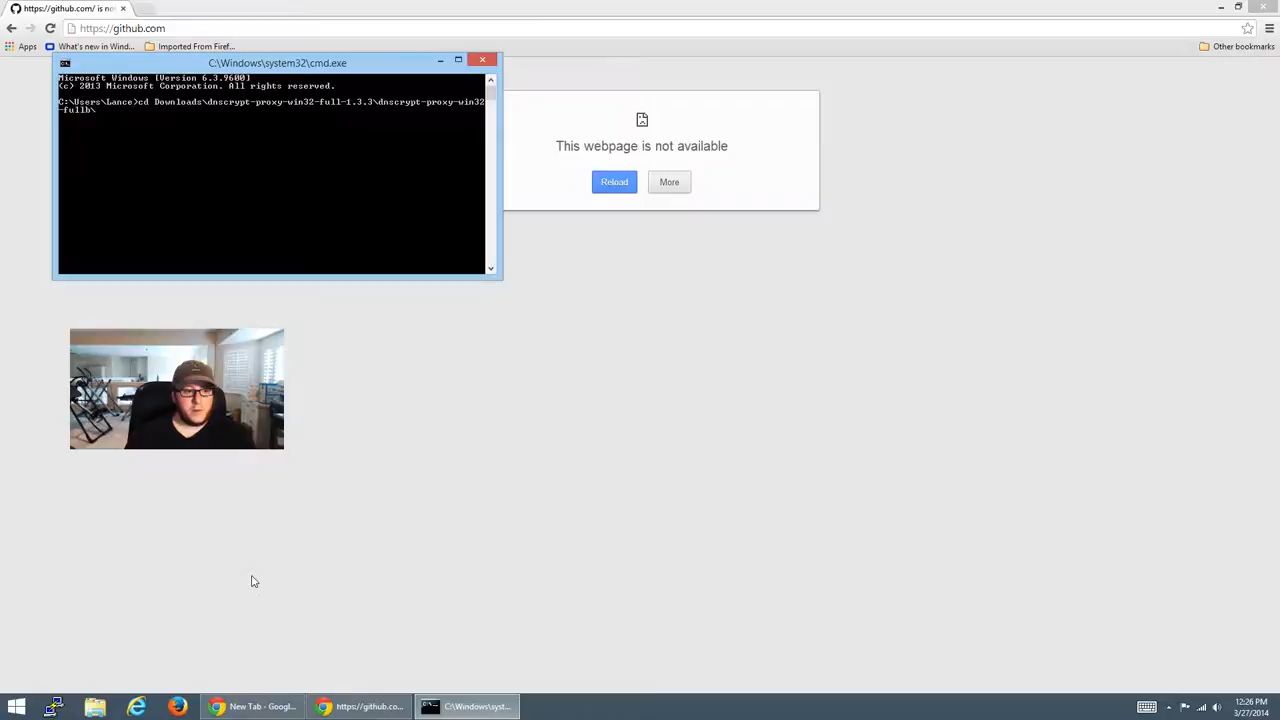 https://github.com/ is no
https://github.com
Apps
What's new in Wind...
Imported From Firef...
Other bookmarks
C:\Windows\system32\cmd.exe
Microsoft Windows [Version 6.3.9600]
(c) 2013 Microsoft Corporation. All rights reserved.
C:\Users\Lance>cd Downloads\dnscrypt-proxy-win32-full-1.3.3\dnscrypt-proxy-win32
-fullb\
This webpage is not available
Reload
More
New Tab - Googl...
https://github.co...
C:\Windows\syst...
12:26 PM
3/27/2014